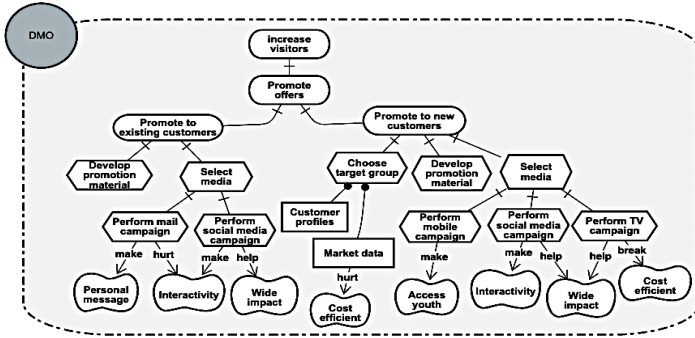 DMO
increase
visitors
Promote
offers
Promote to
existing customers
Promote to new
customers
Develop
promotion
material
Select
media
Choose
target group
Develop
promotion
material
Select
media
Perform mail
campaign
Perform
social media
campaign
Customer
profiles
Market data
Perform
mobile
campaign
Perform
social media
campaign
Perform TV
campaign
make hurt
make help
hurt
make
make help
help break
Personal
message
Interactivity
Wide
impact
Cost
efficient
Access
youth
Interactivity
Wide
impact
Cost
efficient